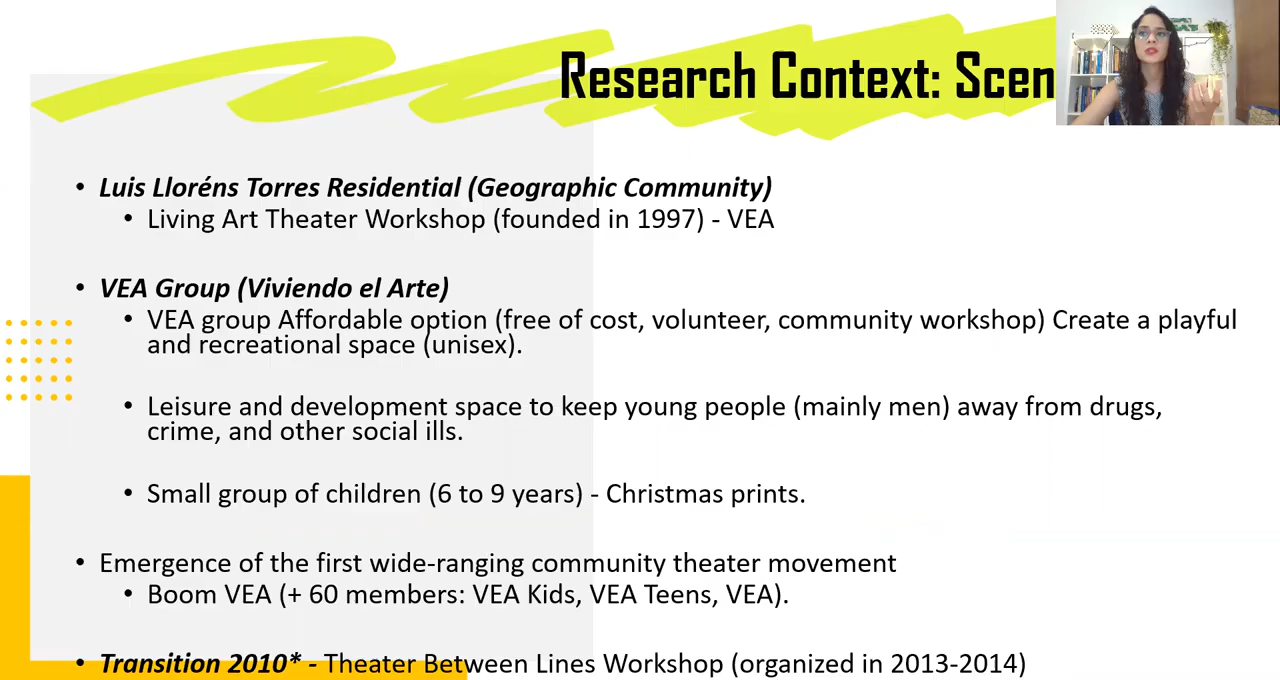 Research Context: Scen
• Luis Lloréns Torres Residential (Geographic Community)
• Living Art Theater Workshop (founded in 1997) - VEA
• VEA Group (Viviendo el Arte)
• VEA group Affordable option (free of cost, volunteer, community workshop) Create a playful
and recreational space (unisex).
• Leisure and development space to keep young people (mainly men) away from drugs,
crime, and other social ills.
• Small group of children (6 to 9 years) - Christmas prints.
• Emergence of the first wide-ranging community theater movement
• Boom VEA (+ 60 members: VEA Kids, VEA Teens, VEA).
• Transition 2010* - Theater Between Lines Workshop (organized in 2013-2014)